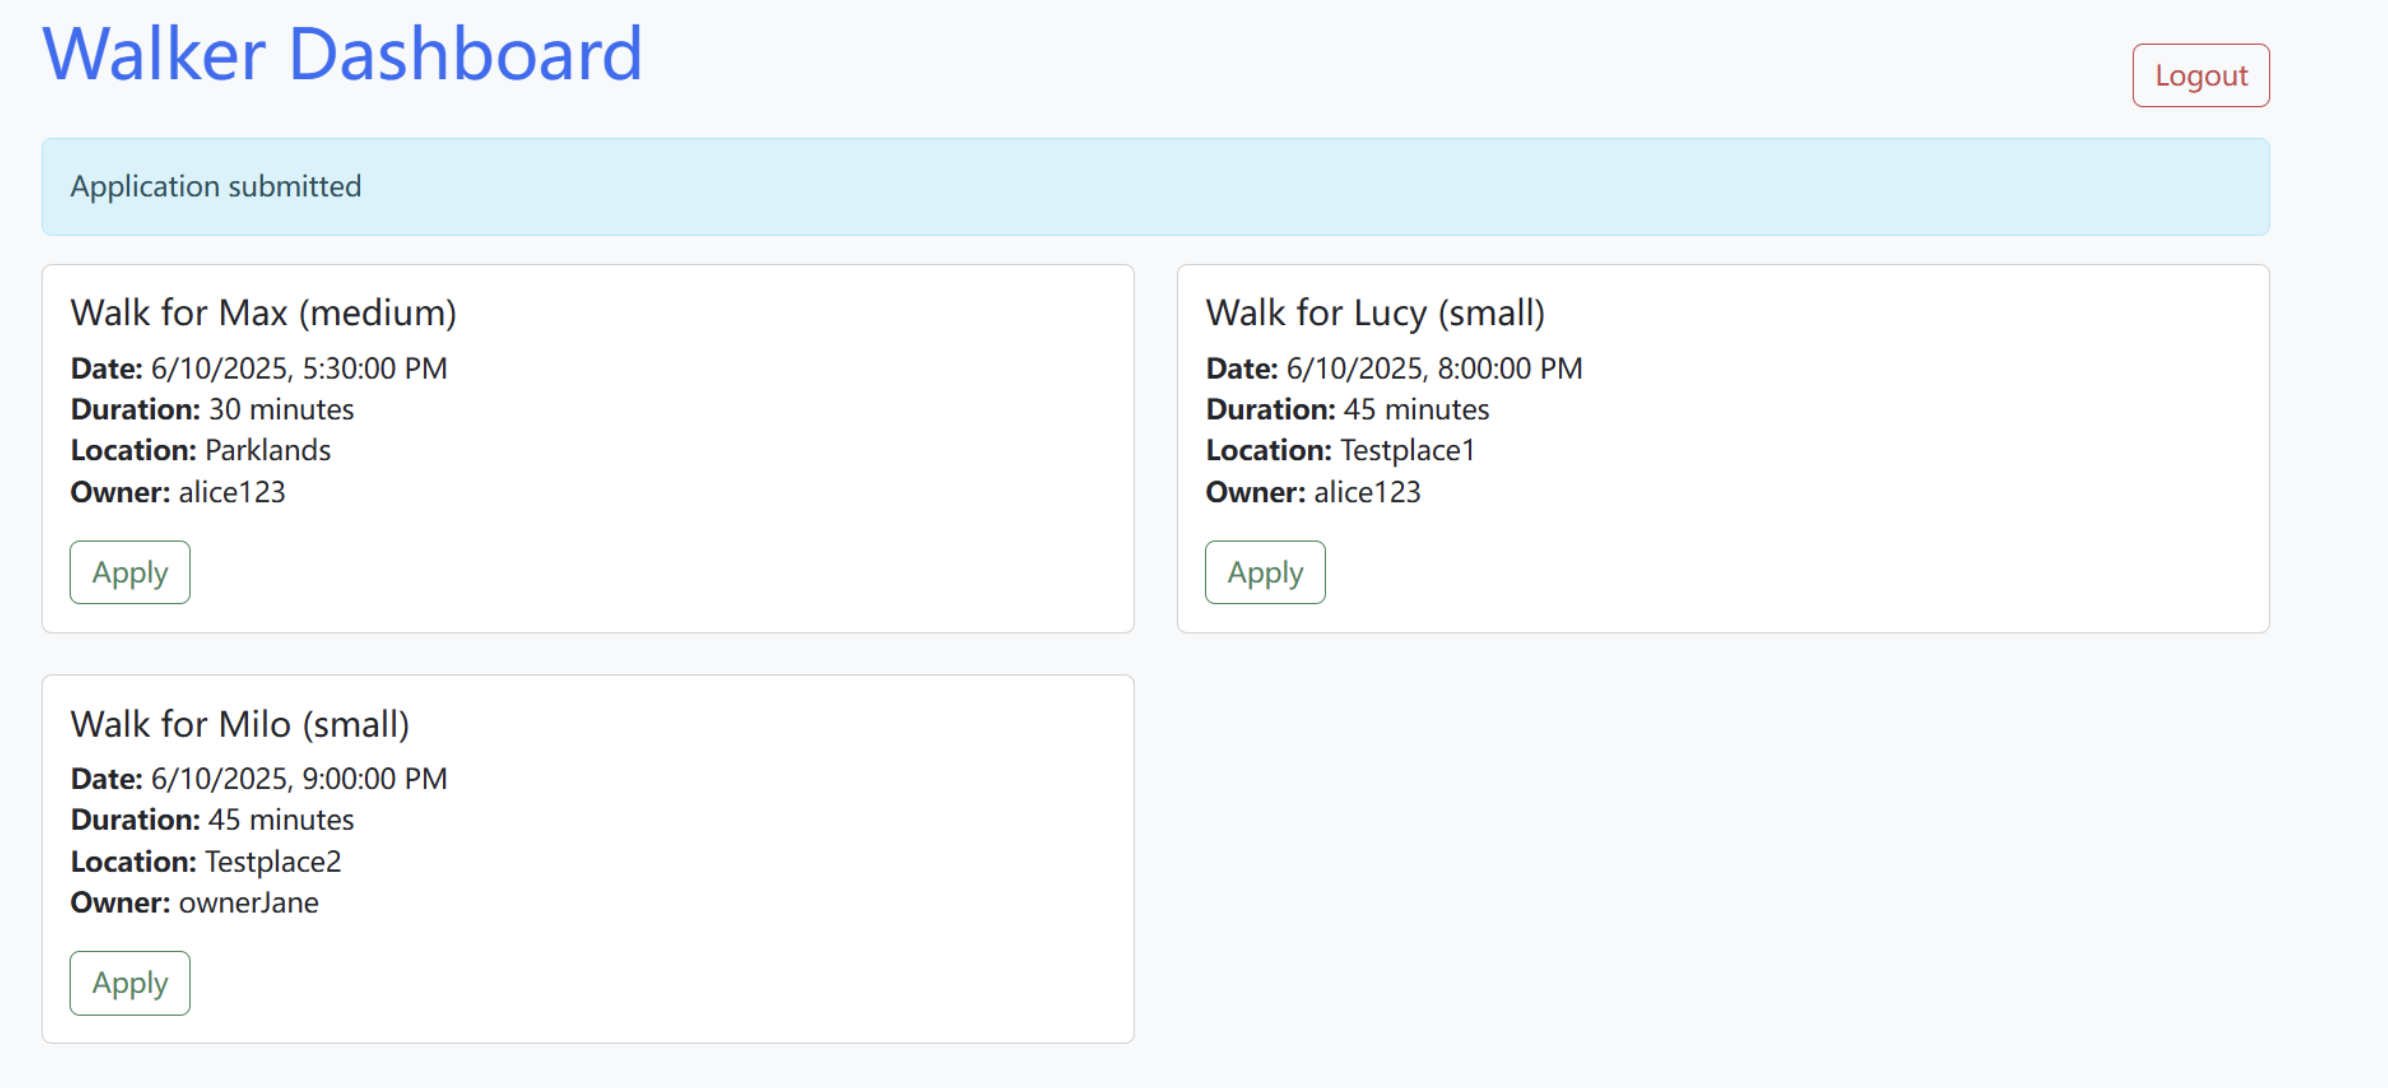 Walker Dashboard
Logout
Application submitted
Walk for Max (medium)
Date: 6/10/2025, 5:30:00 PM
Duration: 30 minutes
Location: Parklands
Owner: alice123
Apply
Walk for Lucy (small)
Date: 6/10/2025, 8:00:00 PM
Duration: 45 minutes
Location: Testplace1
Owner: alice123
Apply
Walk for Milo (small)
Date: 6/10/2025, 9:00:00 PM
Duration: 45 minutes
Location: Testplace2
Owner: ownerJane
Apply